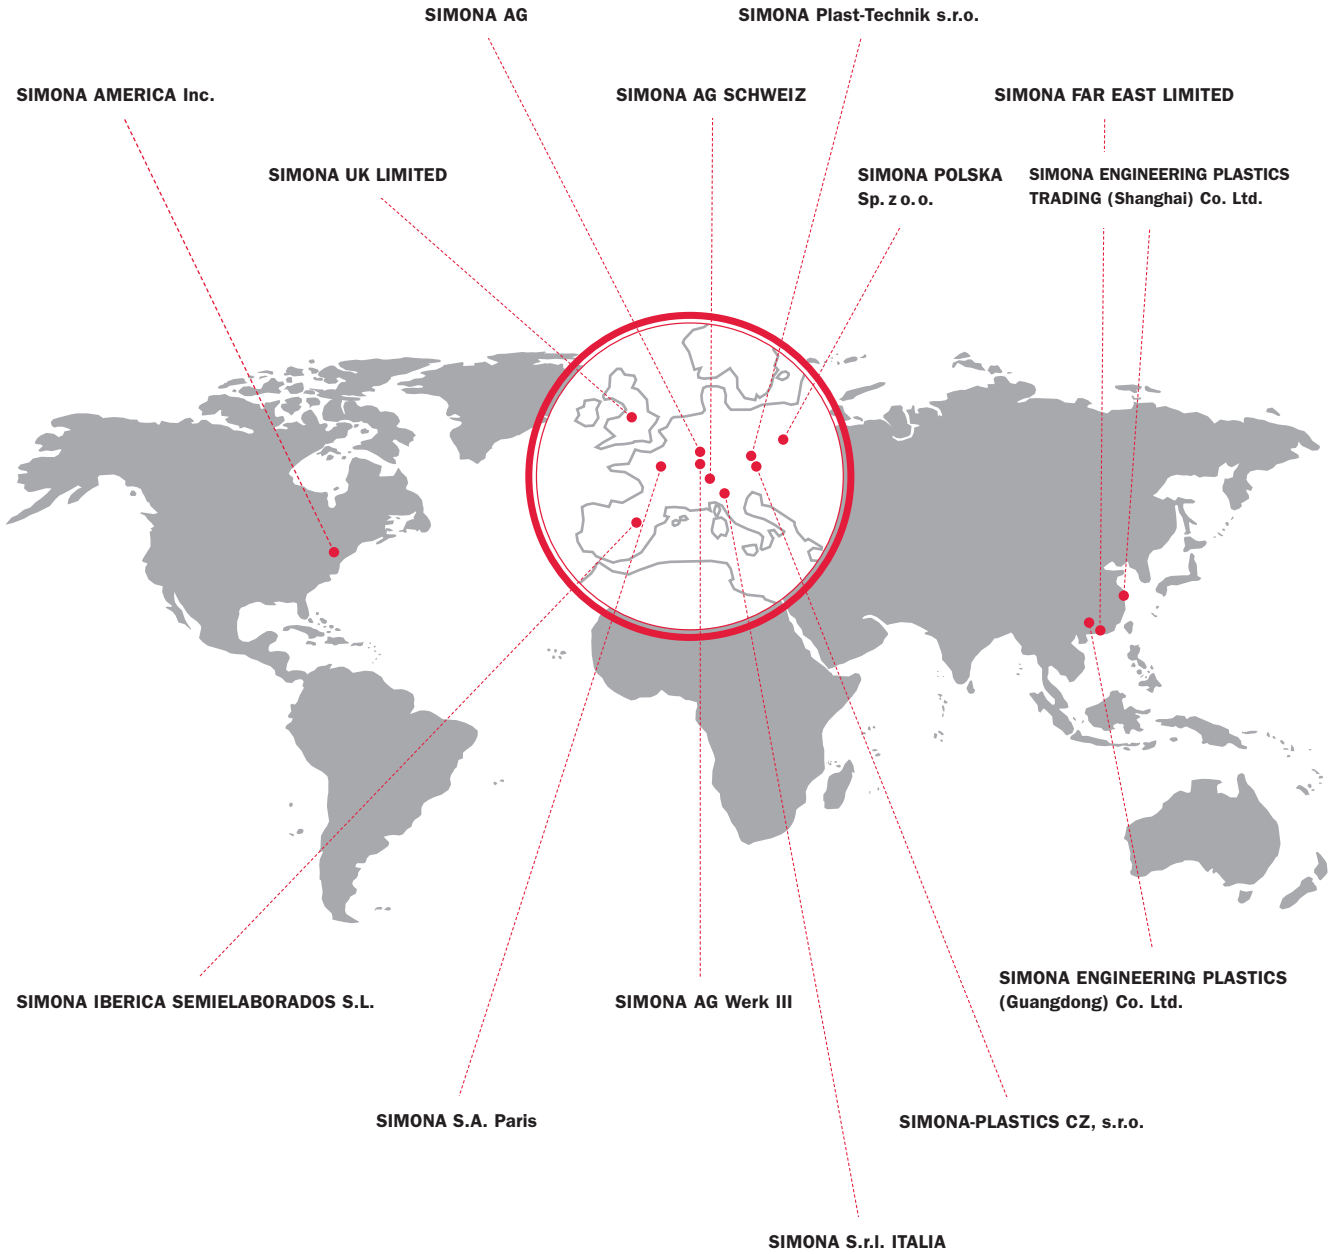 SIMONA AG
SIMONA Plast-Technik s.r.o.
SIMONA AMERICA Inc.
SIMONA AG SCHWEIZ
SIMONA FAR EAST LIMITED
SIMONA UK LIMITED
SIMONA POLSKA
Sp. z o. o.
SIMONA ENGINEERING PLASTICS
TRADING (Shanghai) Co. Ltd.
SIMONA ENGINEERING PLASTICS
(Guangdong) Co. Ltd.
SIMONA IBERICA SEMIELABORADOS S.L.
SIMONA AG Werk III
SIMONA S.A. Paris
SIMONA-PLASTICS CZ, s.r.o.
SIMONA S.r.l. ITALIA